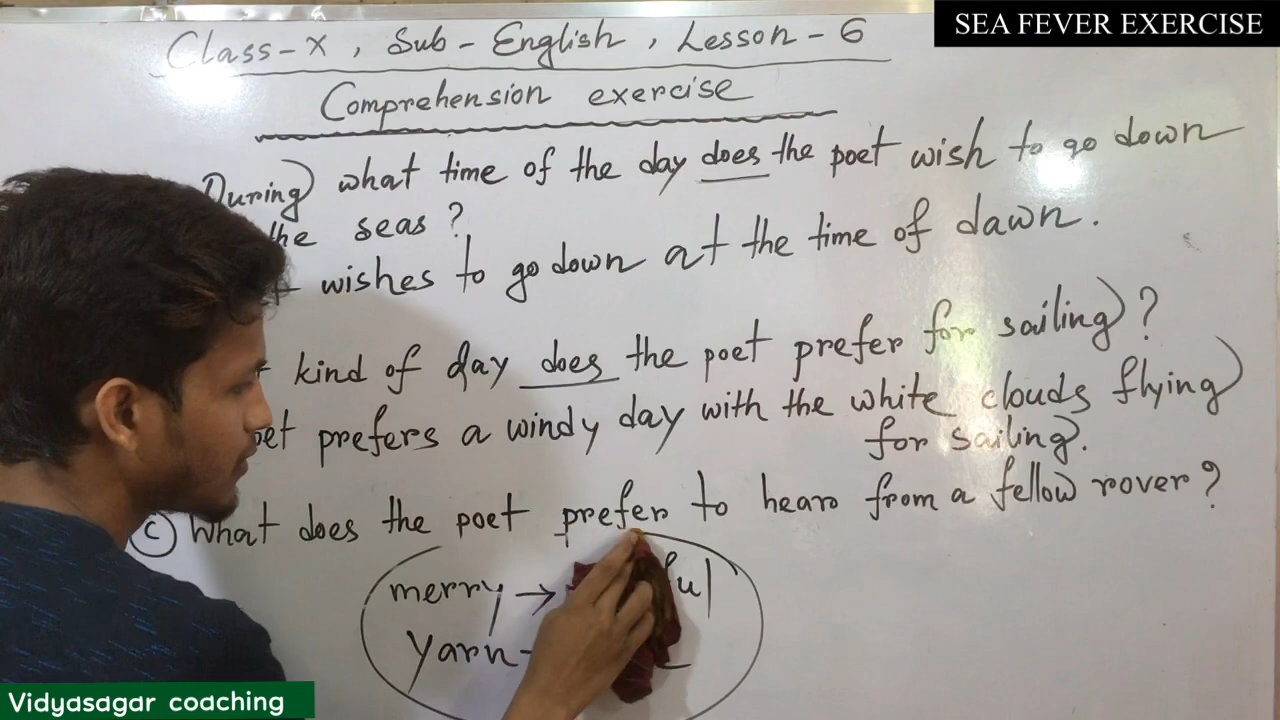 SEA FEVER EXERCISE
Class-X, Sub-English, Lesson-6
Comprehension exercise
During what time of the day does the poet wish to go down
the seas?
wishes to go down at the time of dawn.
kind of day does the poet prefer for sailing?
prefers a windy day with the white clouds flying
for sailing.
(C) What does the poet prefer to hear from a fellow rover?
merry →
Yarn-
Vidyasagar coaching